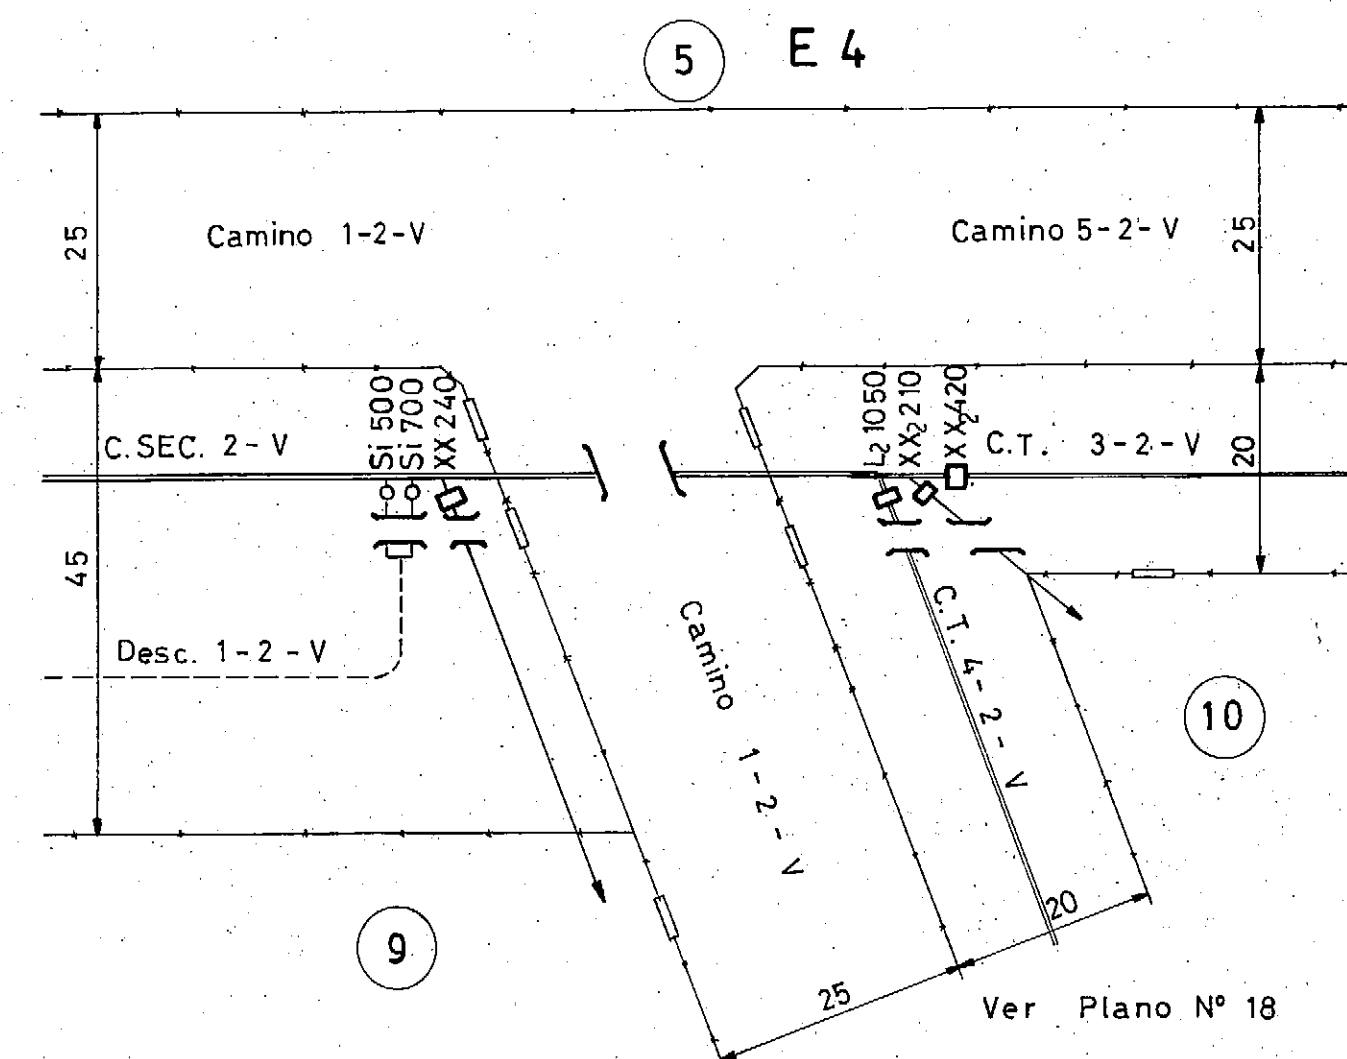 5
E 4
25
Camino 1-2-V
Camino 5-2-V
25
C.SEC. 2-V
Si 500
Si 700
XX 240
L2 1050
XX2 210
XX2 420
C.T. 3-2-V
20
45
Desc. 1-2-V
Camino 1-2-V
C.T. 4-2-V
10
9
25
20
Ver Plano Nº 18